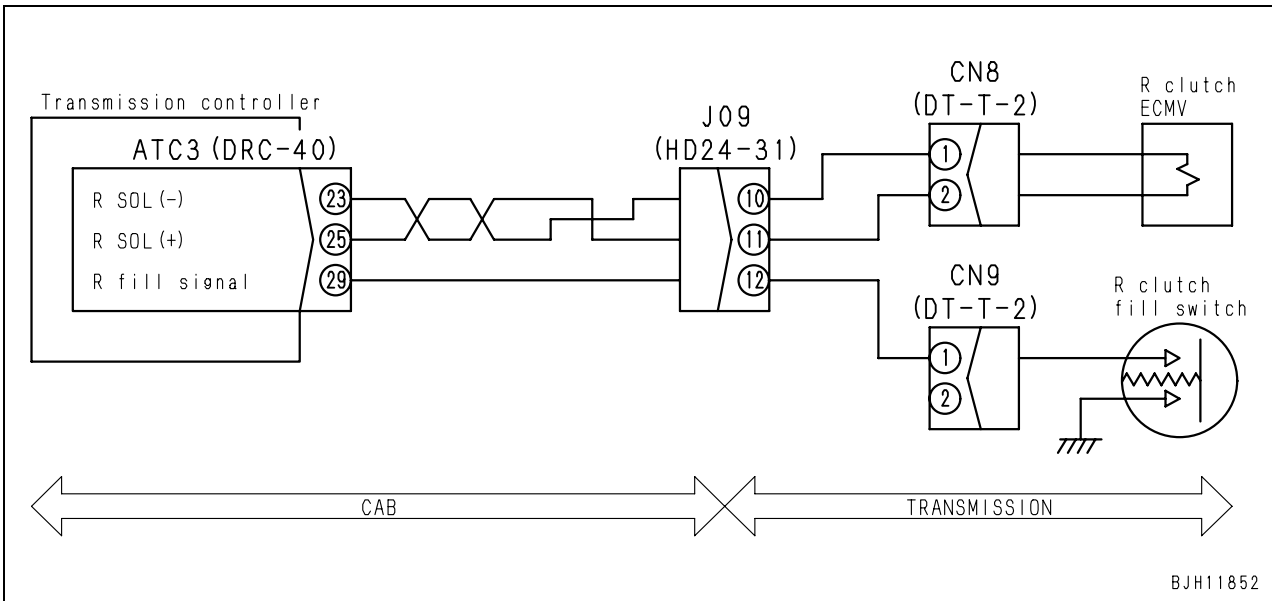 Transmission controller
ATC3 (DRC-40)
R SOL (-)
23
R SOL (+)
25
R fill signal
29
J09
(HD24-31)
10
11
12
CN8
(DT-T-2)
1
2
R clutch
ECMV
CN9
(DT-T-2)
1
2
R clutch
fill switch
CAB
TRANSMISSION
BJH11852